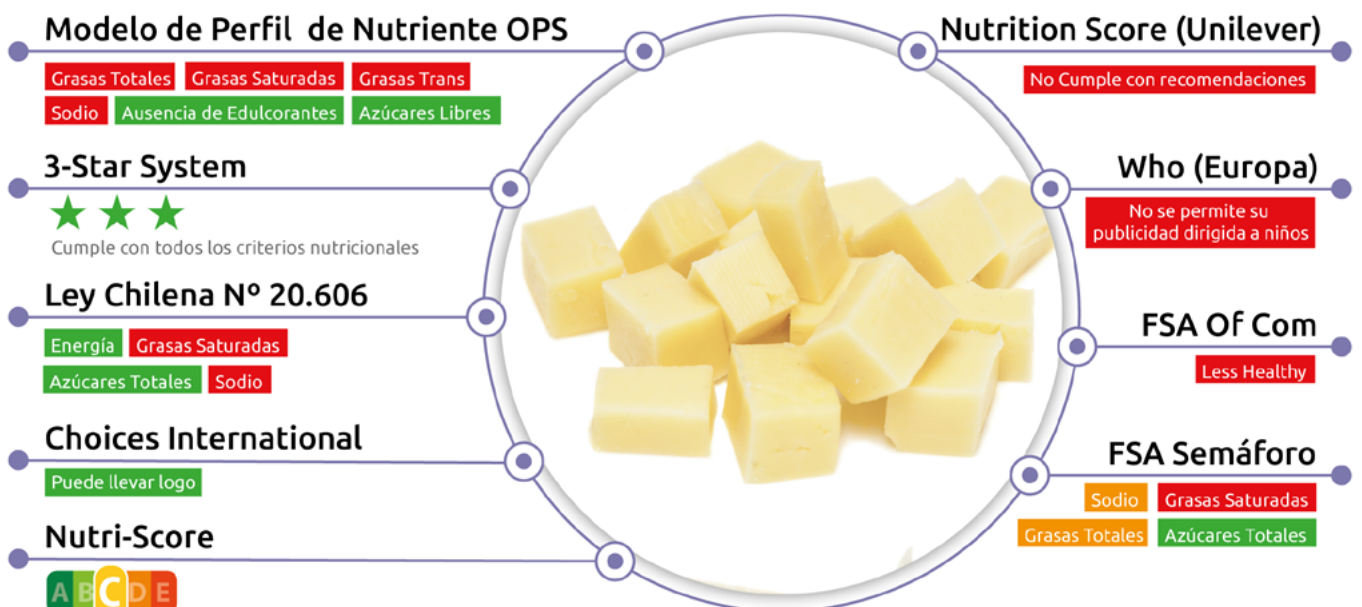 Modelo de Perfil de Nutriente OPS
Grasas Totales Grasas Saturadas Grasas Trans
Sodio Ausencia de Edulcorantes Azúcares Libres
3-Star System
Cumple con todos los criterios nutricionales
Ley Chilena Nº 20.606
Energía Grasas Saturadas
Azúcares Totales Sodio
Choices International
Puede llevar logo
Nutri-Score
A B C D E
Nutrition Score (Unilever)
No Cumple con recomendaciones
Who (Europa)
No se permite su
publicidad dirigida a niños
FSA Of Com
Less Healthy
FSA Semáforo
Sodio Grasas Saturadas
Grasas Totales Azúcares Totales